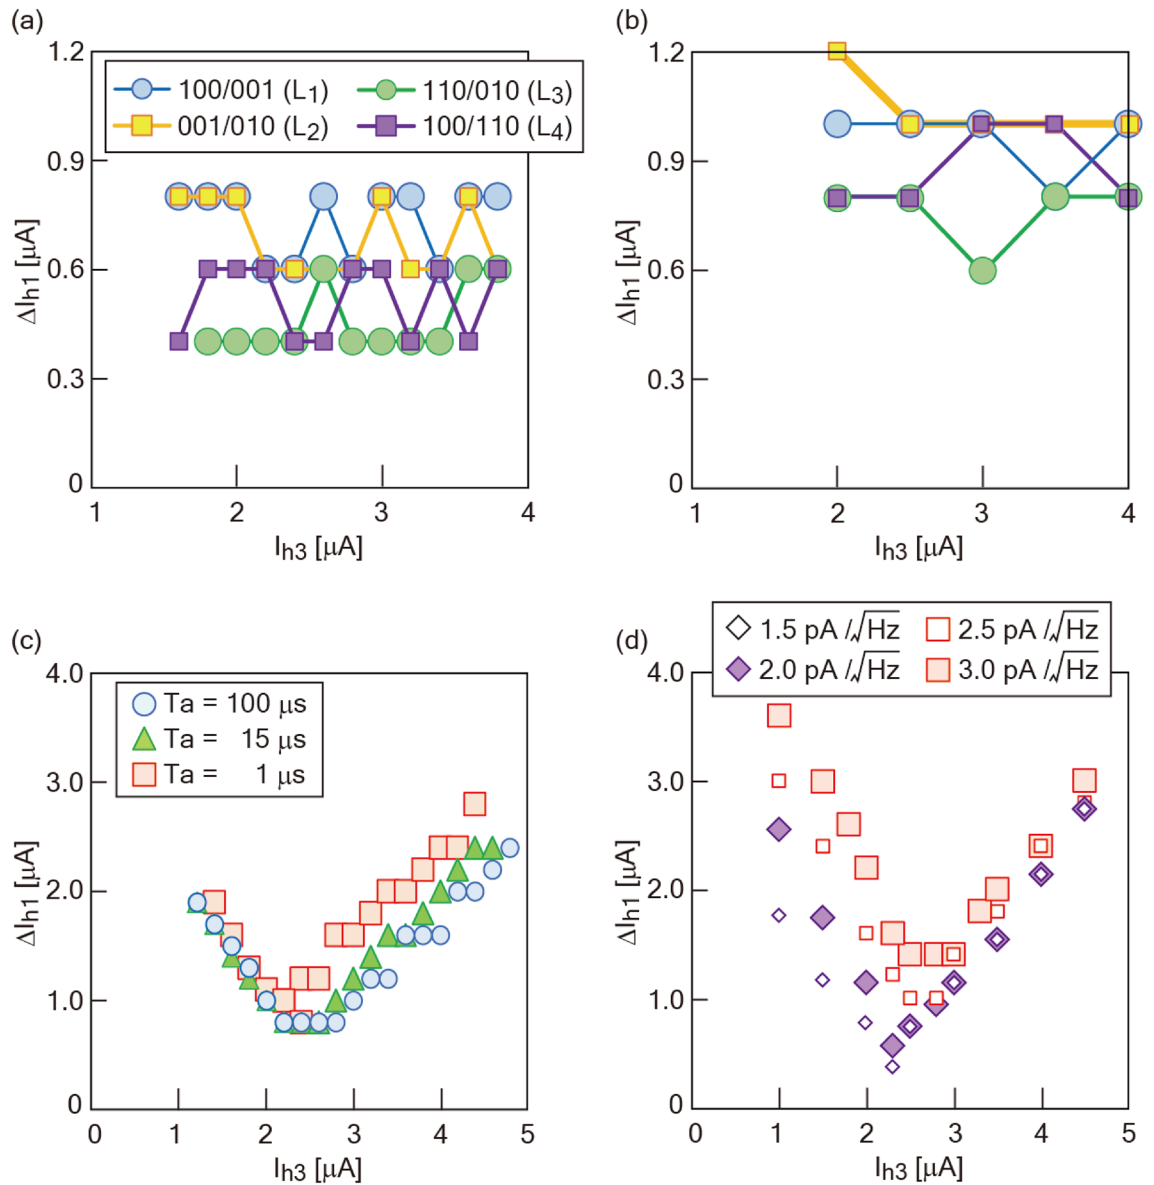 (a)
1.2
100/001 (L1)
110/010 (L3)
001/010 (L2)
100/110 (L4)
0.9
0.6
0.3
0
1 2 3 4
ΔIh1 [μA]
Ih3 [μA]
(b)
1.2
0.9
0.6
0.3
0
1 2 3 4
ΔIh1 [μA]
Ih3 [μA]
(c)
4.0
Ta = 100 μs
Ta = 15 μs
Ta = 1 μs
3.0
2.0
1.0
0
0 1 2 3 4 5
ΔIh1 [μA]
Ih3 [μA]
(d)
1.5 pA /√Hz
2.5 pA /√Hz
2.0 pA /√Hz
3.0 pA /√Hz
4.0
3.0
2.0
1.0
0
0 1 2 3 4 5
ΔIh1 [μA]
Ih3 [μA]